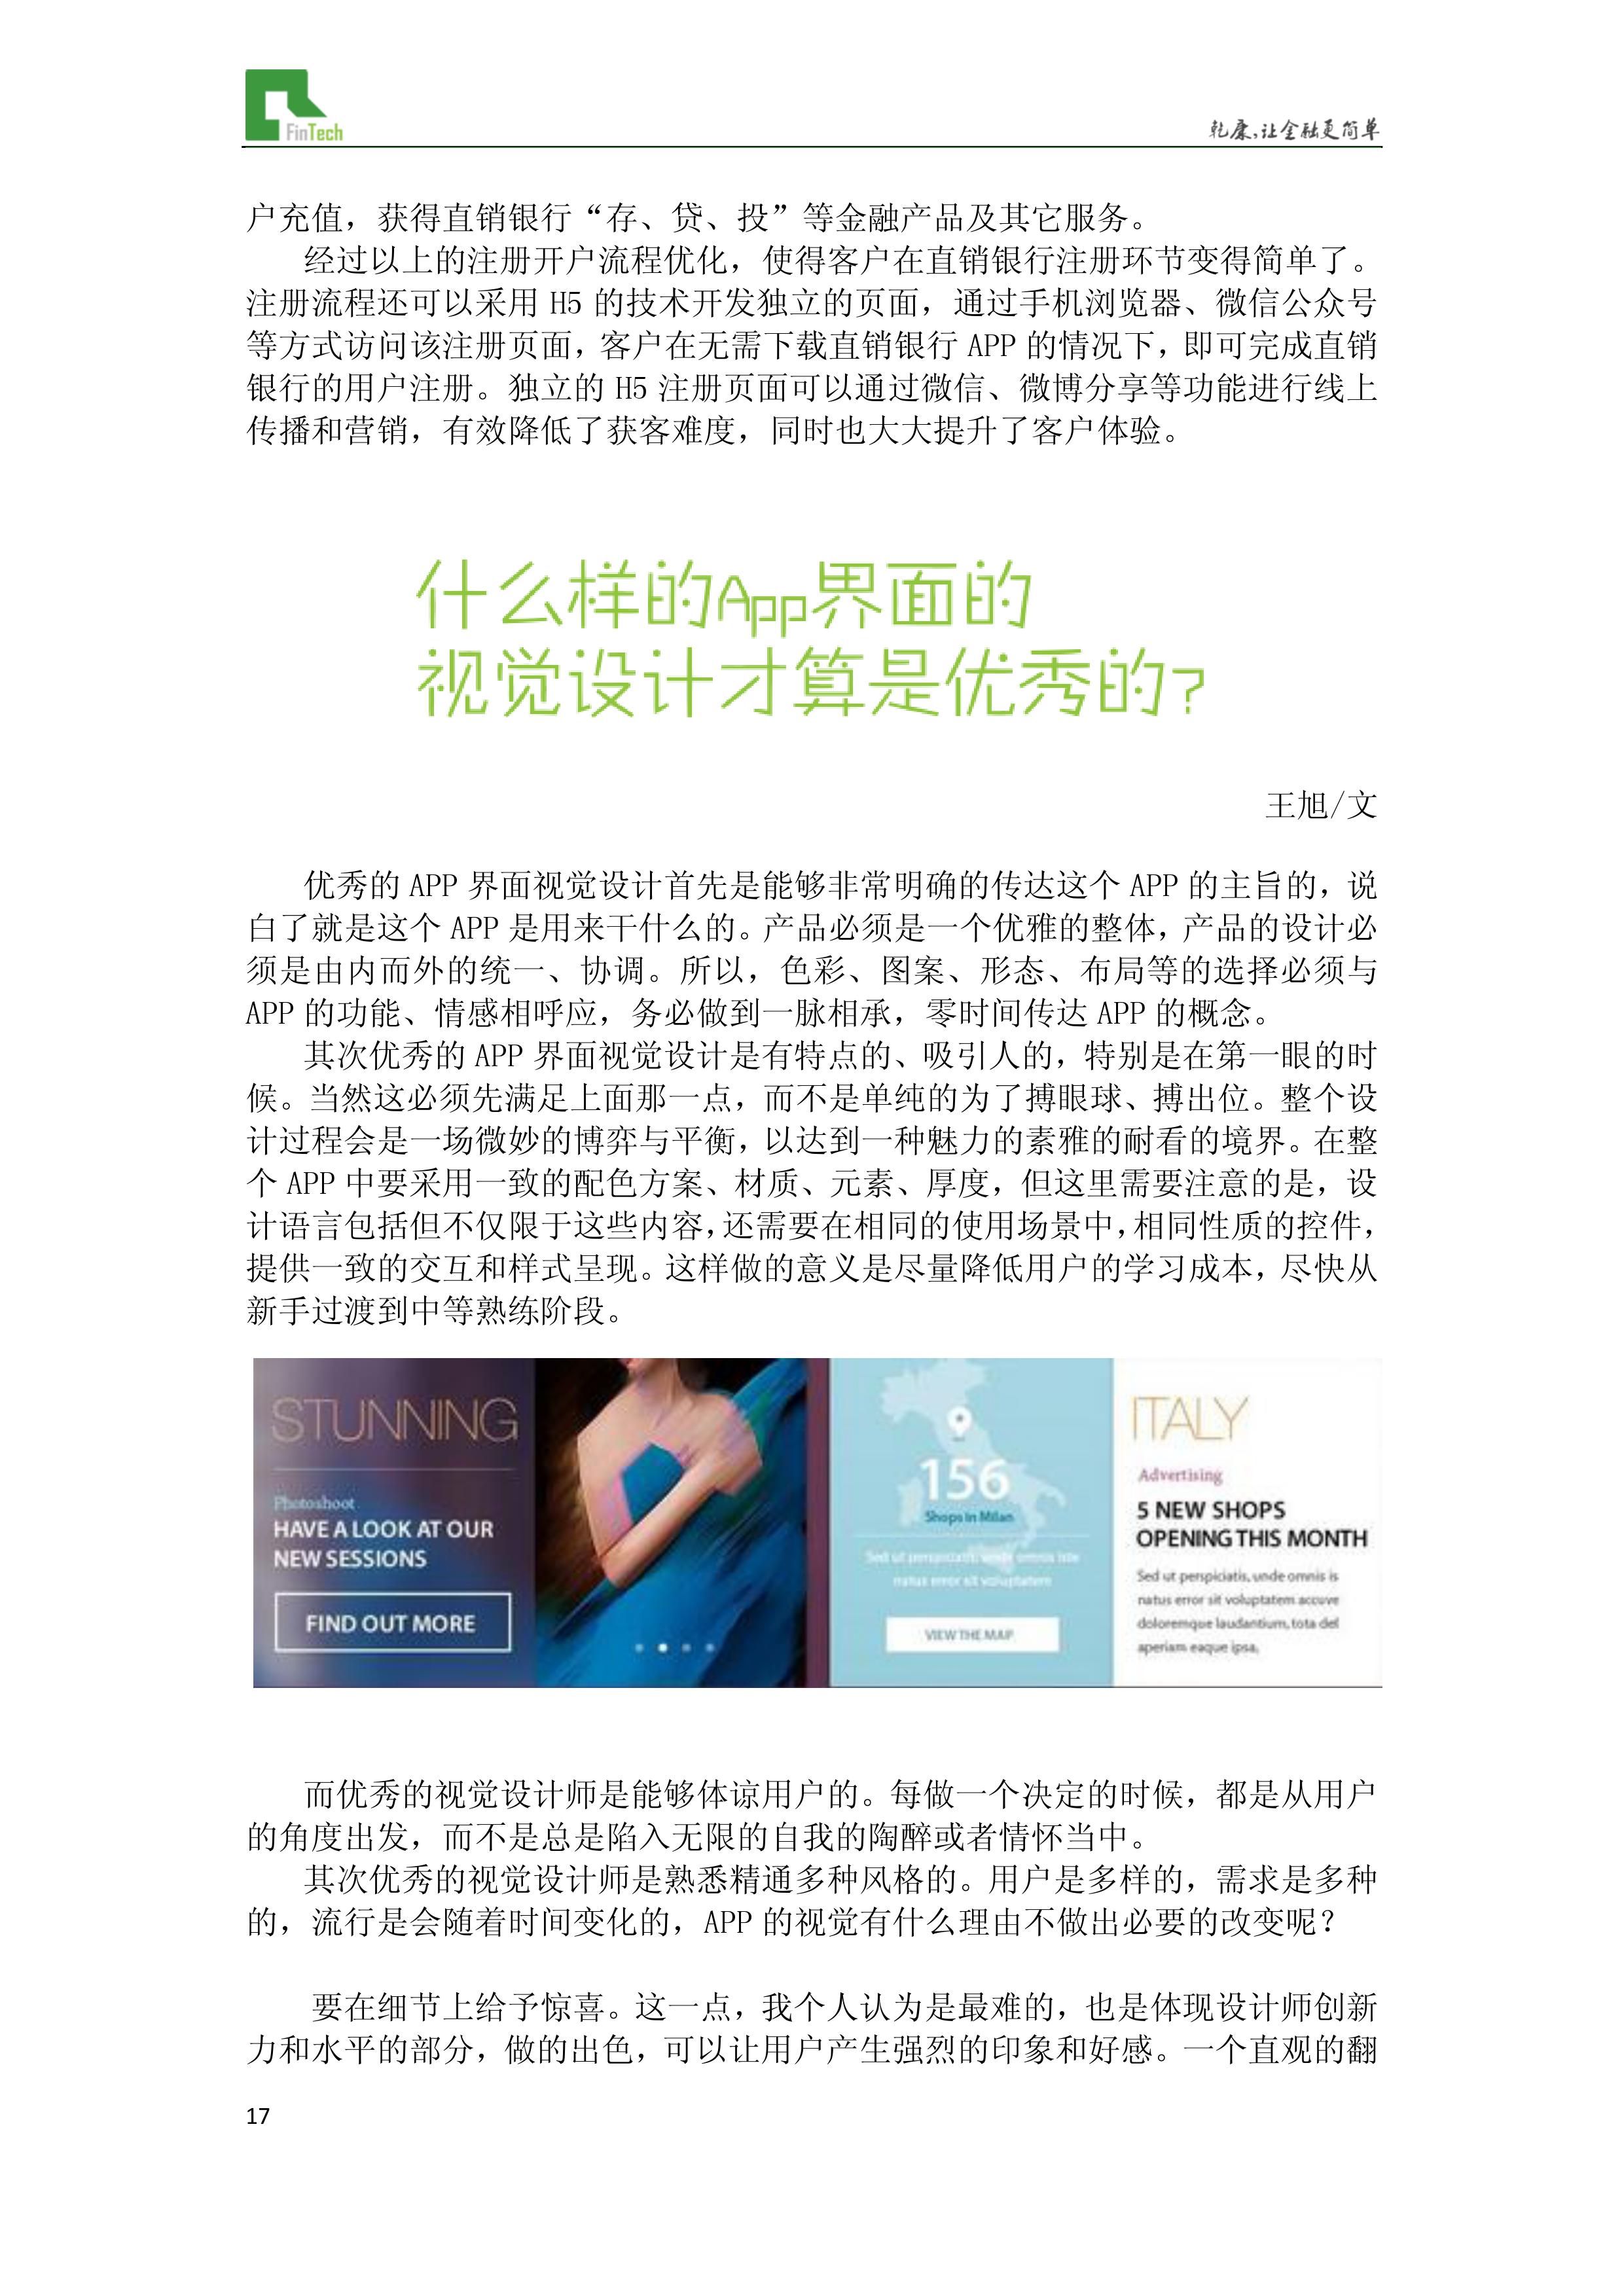 FinTech
乾康,让金融更简单
户充值，获得直销银行“存、贷、投”等金融产品及其它服务。
经过以上的注册开户流程优化，使得客户在直销银行注册环节变得简单了。
注册流程还可以采用 H5 的技术开发独立的页面，通过手机浏览器、微信公众号
等方式访问该注册页面，客户在无需下载直销银行 APP 的情况下，即可完成直销
银行的用户注册。独立的 H5 注册页面可以通过微信、微博分享等功能进行线上
传播和营销，有效降低了获客难度，同时也大大提升了客户体验。
什么样的App界面的
视觉设计才算是优秀的?
王旭/文
优秀的 APP 界面视觉设计首先是能够非常明确的传达这个 APP 的主旨的，说
白了就是这个 APP 是用来干什么的。产品必须是一个优雅的整体，产品的设计必
须是由内而外的统一、协调。所以，色彩、图案、形态、布局等的选择必须与
APP 的功能、情感相呼应，务必做到一脉相承，零时间传达 APP 的概念。
其次优秀的 APP 界面视觉设计是有特点的、吸引人的，特别是在第一眼的时
候。当然这必须先满足上面那一点，而不是单纯的为了搏眼球、搏出位。整个设
计过程会是一场微妙的博弈与平衡，以达到一种魅力的素雅的耐看的境界。在整
个 APP 中要采用一致的配色方案、材质、元素、厚度，但这里需要注意的是，设
计语言包括但不仅限于这些内容，还需要在相同的使用场景中，相同性质的控件，
提供一致的交互和样式呈现。这样做的意义是尽量降低用户的学习成本，尽快从
新手过渡到中等熟练阶段。
STUNNING
Photoshoot
HAVE A LOOK AT OUR
NEW SESSIONS
FIND OUT MORE
156
Shops in Milan
Sed ut perspiciatis, unde omnis iste
natus error sit voluptatem
VIEW THE MAP
ITALY
Advertising
5 NEW SHOPS
OPENING THIS MONTH
Sed ut perspiciatis, unde omnis is
natus error sit voluptatem accuve
doloremque laudantium, tota del
aperiam eaque ipsa,
而优秀的视觉设计师是能够体谅用户的。每做一个决定的时候，都是从用户
的角度出发，而不是总是陷入无限的自我的陶醉或者情怀当中。
其次优秀的视觉设计师是熟悉精通多种风格的。用户是多样的，需求是多种
的，流行是会随着时间变化的，APP 的视觉有什么理由不做出必要的改变呢？
要在细节上给予惊喜。这一点，我个人认为是最难的，也是体现设计师创新
力和水平的部分，做的出色，可以让用户产生强烈的印象和好感。一个直观的翻
17